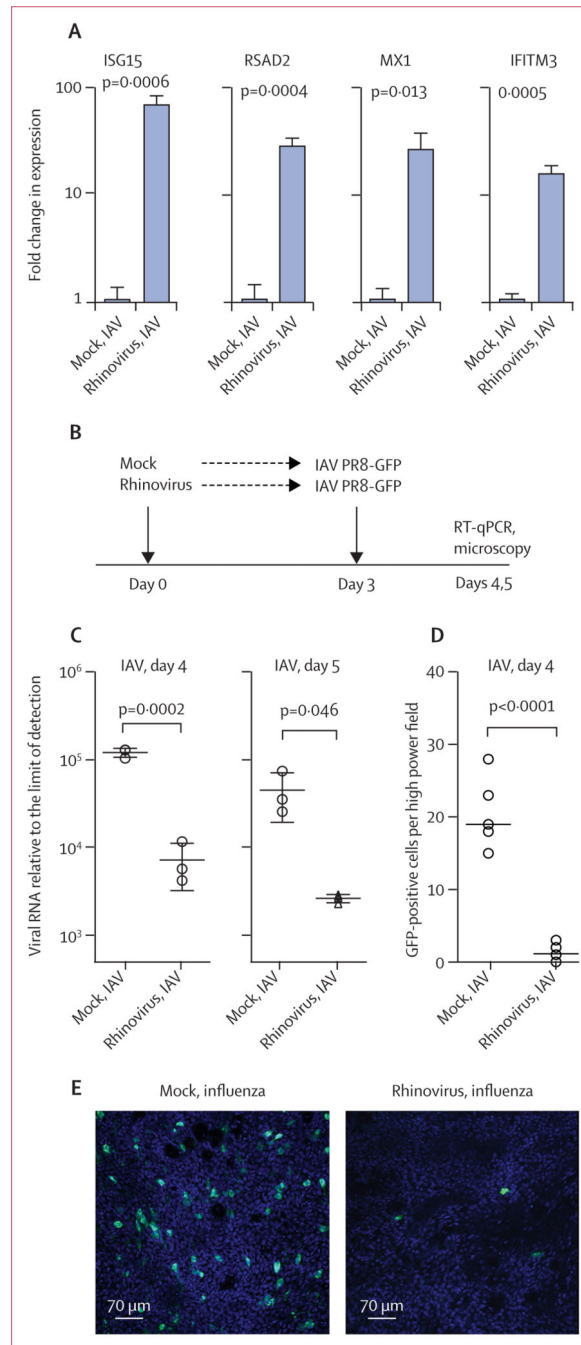 A
ISG15
p=0·0006
RSAD2
p=0·0004
MX1
p=0·013
IFITM3
0·0005
Fold change in expression
100
10
1
Mock, IAV
Rhinovirus, IAV
Mock, IAV
Rhinovirus, IAV
Mock, IAV
Rhinovirus, IAV
Mock, IAV
Rhinovirus, IAV
B
Mock IAV PR8-GFP
Rhinovirus IAV PR8-GFP
RT-qPCR,
microscopy
Day 0 Day 3 Days 4,5
C
IAV, day 4
p=0·0002
IAV, day 5
p=0·046
Viral RNA relative to the limit of detection
10⁶
10⁵
10⁴
10³
Mock, IAV
Rhinovirus, IAV
Mock, IAV
Rhinovirus, IAV
D
IAV, day 4
p<0·0001
GFP-positive cells per high power field
40
30
20
10
0
Mock, IAV
Rhinovirus, IAV
E
Mock, influenza
Rhinovirus, influenza
70 μm
70 μm